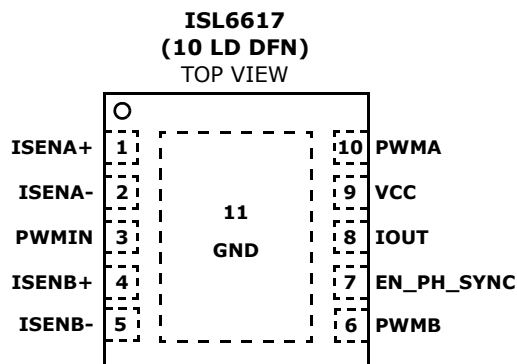 ISL6617
(10 LD DFN)
TOP VIEW
ISENA+ 1 10 PWMA
ISENA- 2 9 VCC
11
PWMIN 3 8 IOUT
GND
ISENB+ 4 7 EN_PH_SYNC
ISENB- 5 6 PWMB